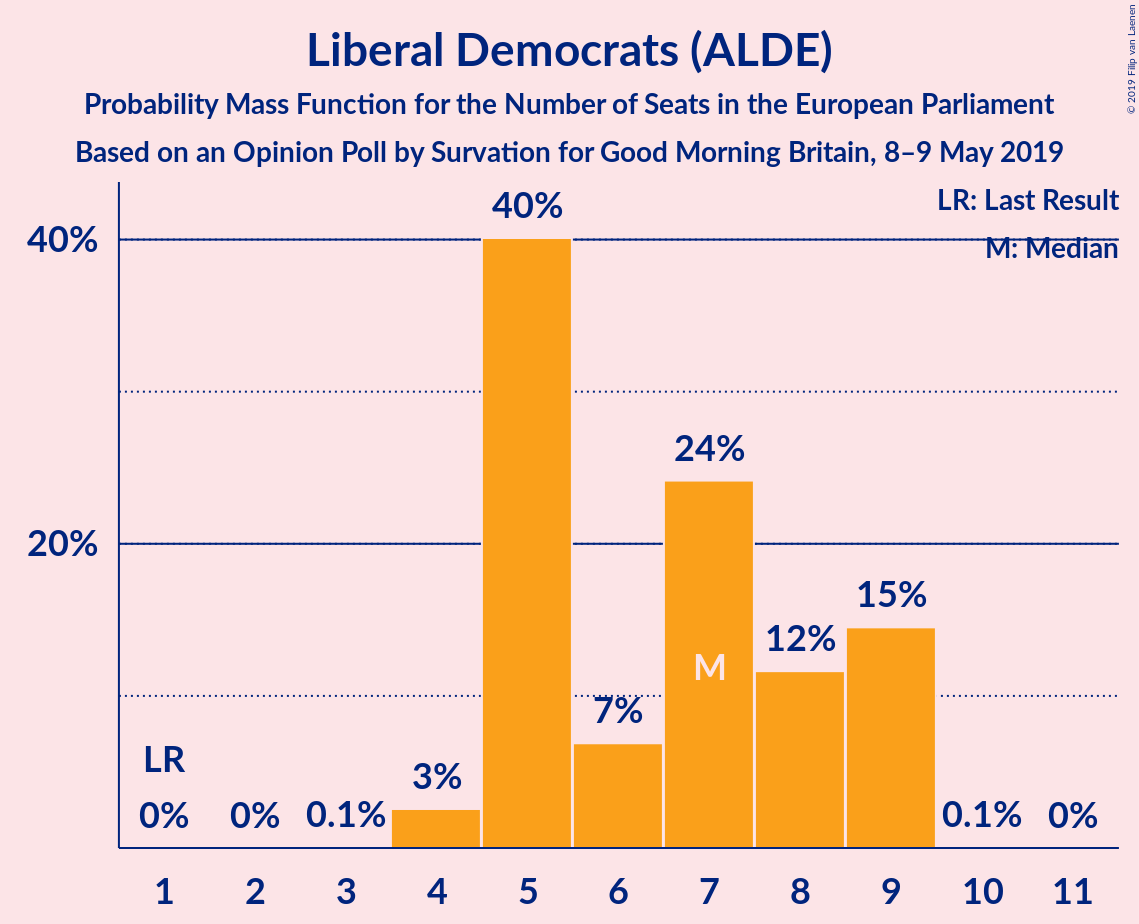 Liberal Democrats (ALDE)
Probability Mass Function for the Number of Seats in the European Parliament
Based on an Opinion Poll by Survation for Good Morning Britain, 8–9 May 2019
© 2019 Filip van Laenen
LR: Last Result
M: Median
40%
20%
LR
0%
0%
0.1%
3%
40%
7%
24%
M
12%
15%
0.1%
0%
1 2 3 4 5 6 7 8 9 10 11